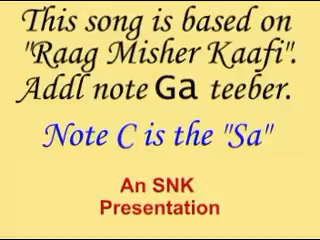 This song is based on
"Raag Misher Kaafi".
Addl note Ga teeber.
Note C is the "Sa"
An SNK
Presentation